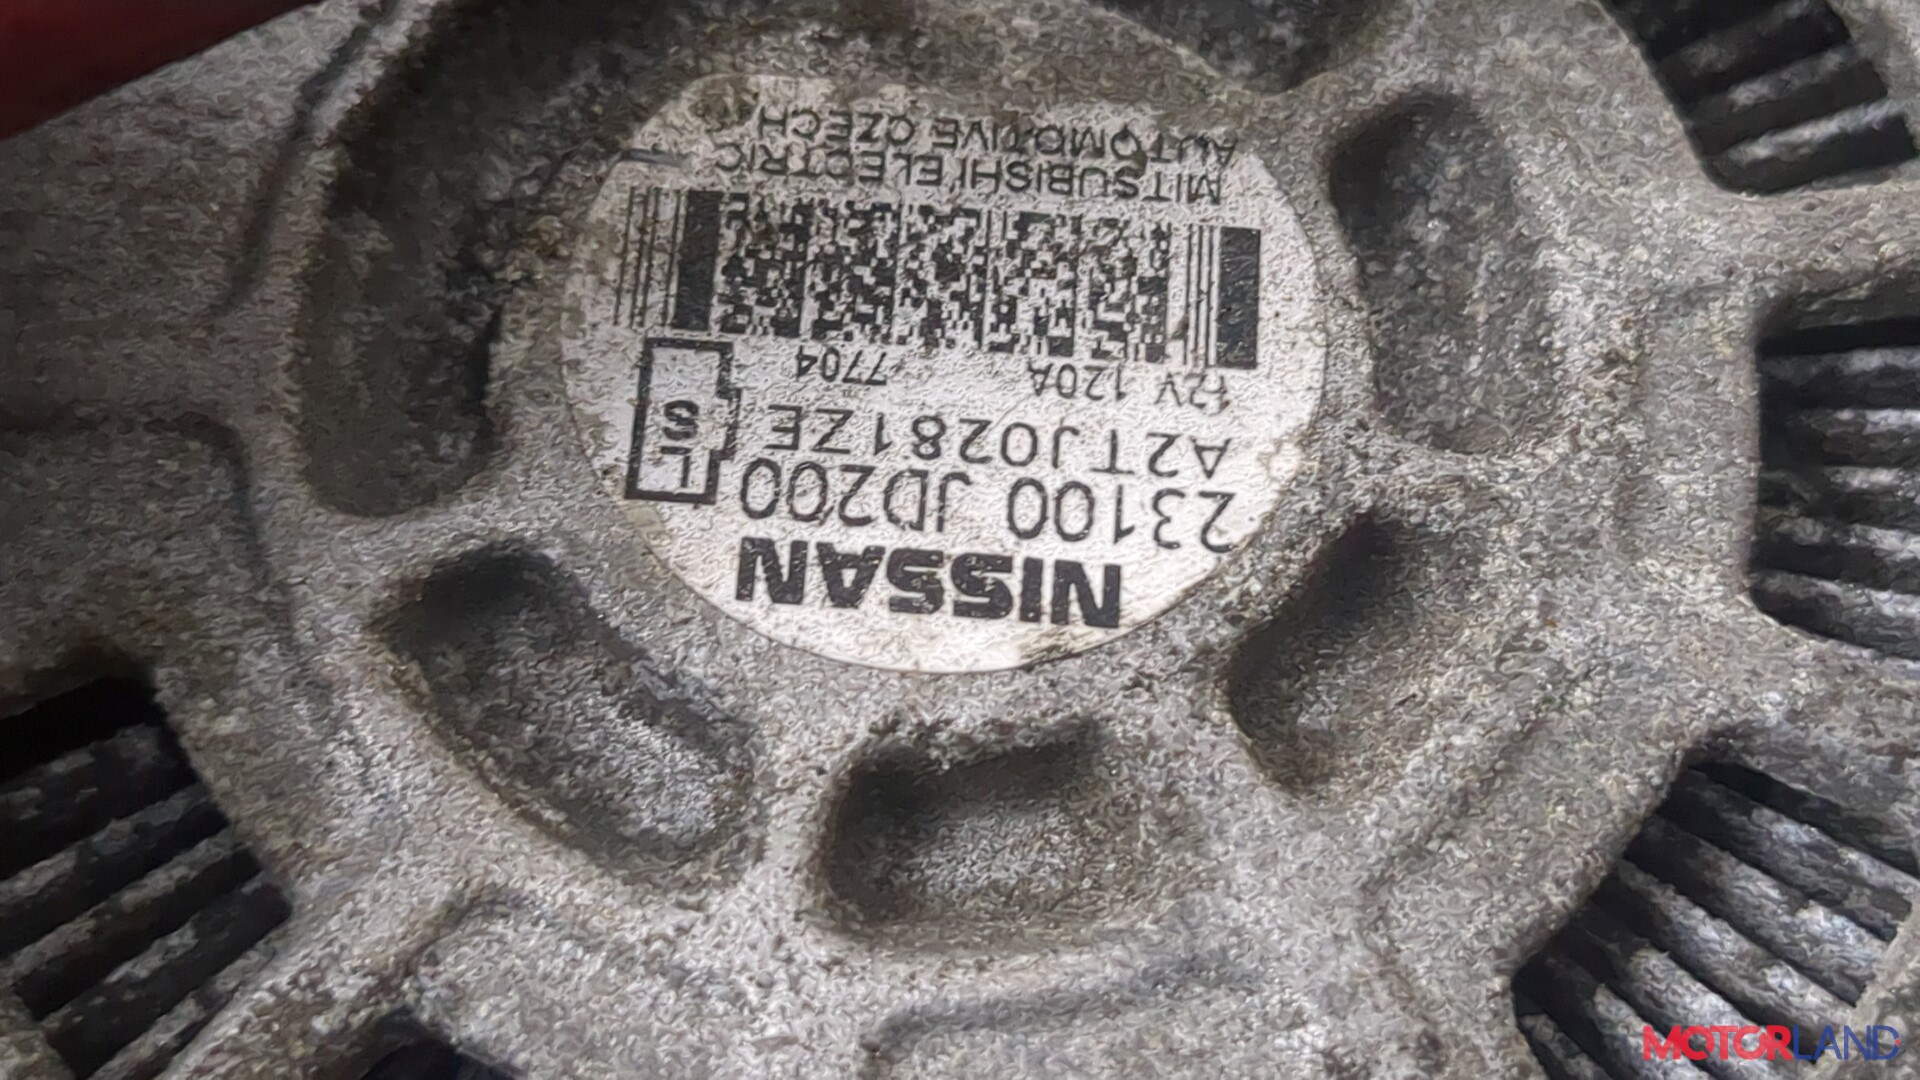 NISSAN
23100 JD200
A2TJ0281ZE
L
S
12V 120A 7704
MITSUBISHI ELECTRIC
AUTOMOTIVE CZECH
MOTORLAND